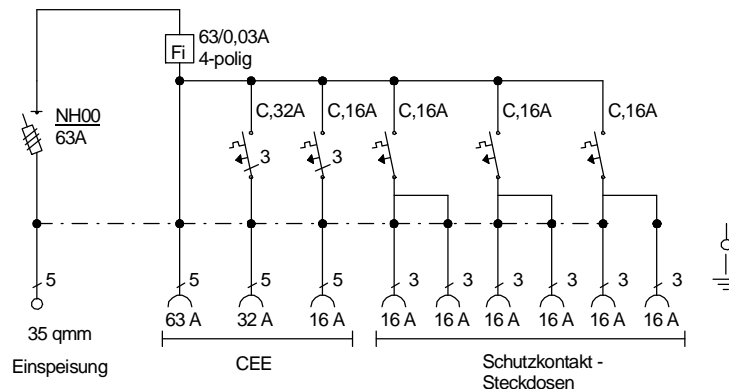 63/0,03A
Fi
4-polig
NH00
63A
C,32A
C,16A
C,16A
C,16A
C,16A
3
3
5
5
5
5
3
3
3
3
3
3
63 A
32 A
16 A
16 A
16 A
16 A
16 A
16 A
16 A
35 qmm
Einspeisung
CEE
Schutzkontakt -
Steckdosen